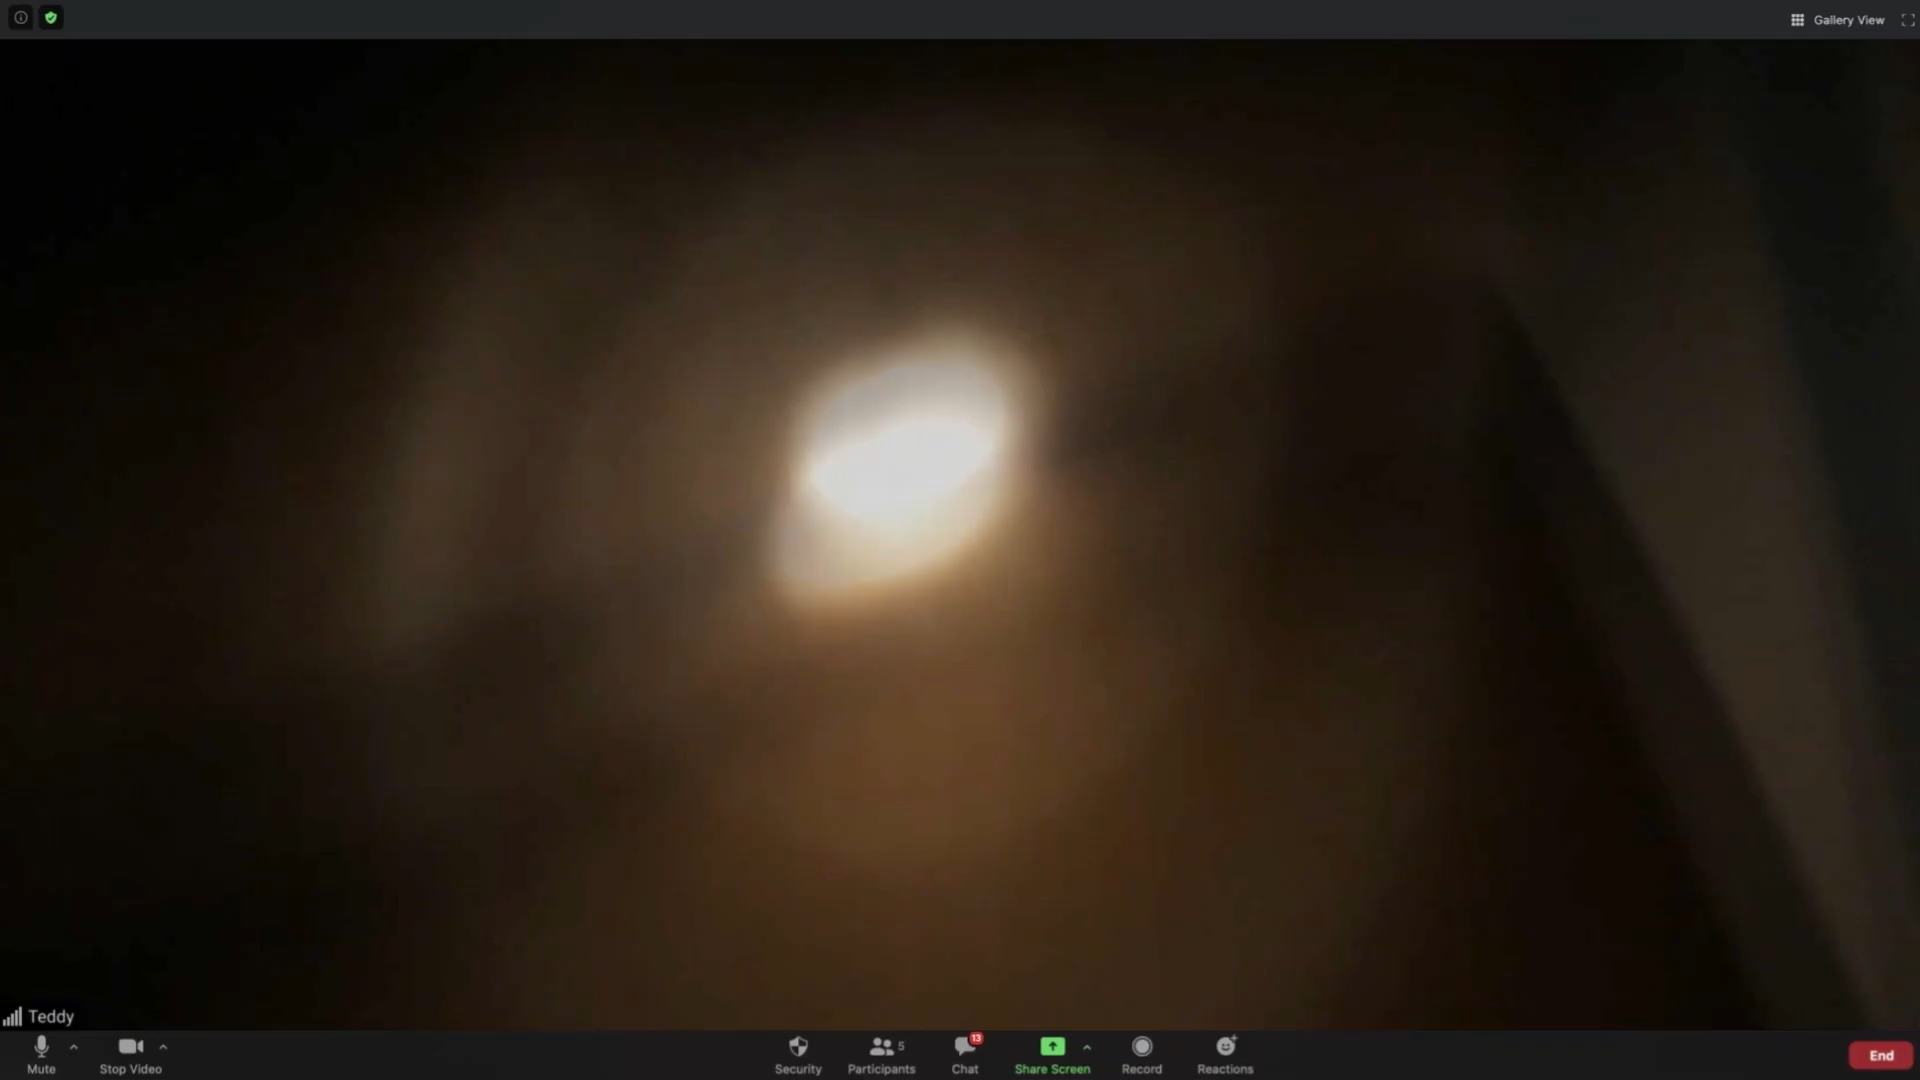 Gallery View
Teddy
Mute
Stop Video
Security
5
Participants
13
Chat
Share Screen
Record
Reactions
End